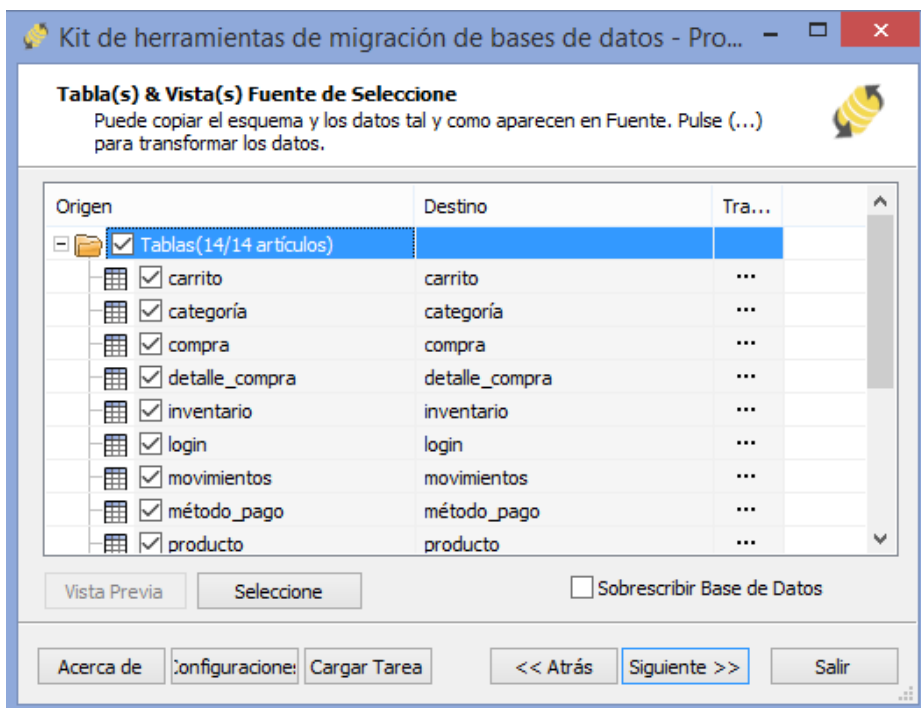 Kit de herramientas de migración de bases de datos - Pro...
Tabla(s) & Vista(s) Fuente de Seleccione
Puede copiar el esquema y los datos tal y como aparecen en Fuente. Pulse (...)
para transformar los datos.
Origen Destino Tra...
Tablas(14/14 artículos)
carrito carrito ...
categoría categoría ...
compra compra ...
detalle_compra detalle_compra ...
inventario inventario ...
login login ...
movimientos movimientos ...
método_pago método_pago ...
producto producto ...
Vista Previa Seleccione Sobrescribir Base de Datos
Acerca de Configuraciones Cargar Tarea << Atrás Siguiente >> Salir